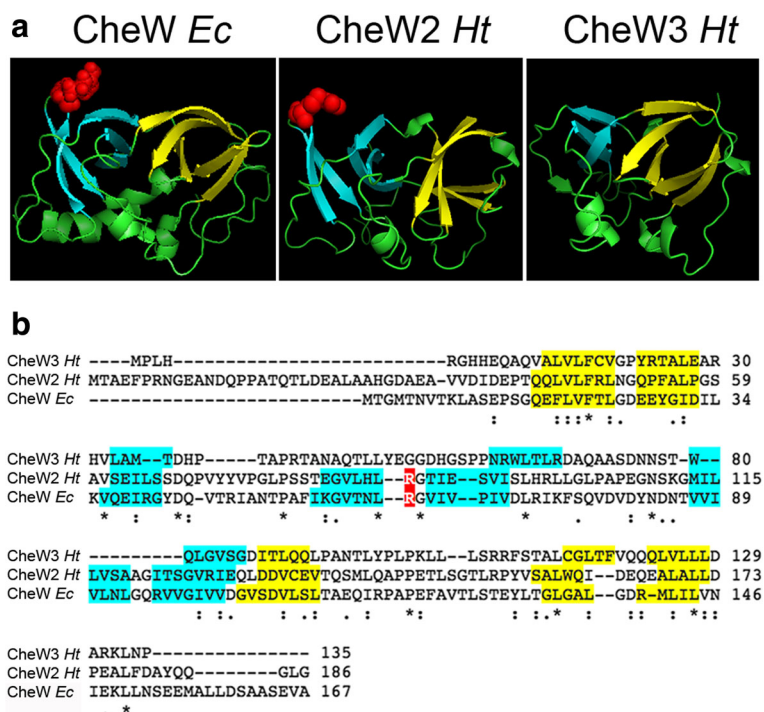 a CheW Ec CheW2 Ht CheW3 Ht
b
CheW3 Ht ----MPLH--------------------------RGHHEQAQVALVLFCVGPYRTALEAR 30
CheW2 Ht MTAEFPRNGEANDQPPATQTLDEALAAHGDAEA-VVDIDEPTQQLVLFRLNGQPFALPGS 59
CheW Ec --------------------------MTGMTNVTKLASEPSGQEFLVFTLGDEEYGIDIL 34
: :::* :. .:
CheW3 Ht HVLAM--TDHP-----TAPRTANAQTLLYEGGDHGSPPNRWLTLRDAQAASDNNST-W-- 80
CheW2 Ht AVSEILSSDQPVYYVPGLPSSTEGVLHL--RGTIE--SVISLHRLLGLPAPEGNSKGMIL 115
CheW Ec KVQEIRGYDQ-VTRIANTPAFIKGVTNL--RGVIV--PIVDLRIKFSQVDVDYNDNTVVI 89
* : *: * :. * * * . : *..
CheW3 Ht ---------QLGVSGDITLQQLPANTLYPLPKLL--LSRRFSTALCGLTFVQQQLVLLLD 129
CheW2 Ht LVSAAGITSGVRIEQLDDVCEVTQSMLQAPPETLSGTLRPYVSALWQI--DEQEALALLD 173
CheW Ec VLNLGQRVVGIVVDGVSDVLSLTAEQIRPAPEFAVTLSTEYLTGLGAL--GDR-MLILVN 146
: : : : .: . : *: : :.* : :: : *::
CheW3 Ht ARKLNP--------------- 135
CheW2 Ht PEALFDAYQQ--------GLG 186
CheW Ec IEKLLNSEEMALLDSAASEVA 167
. *